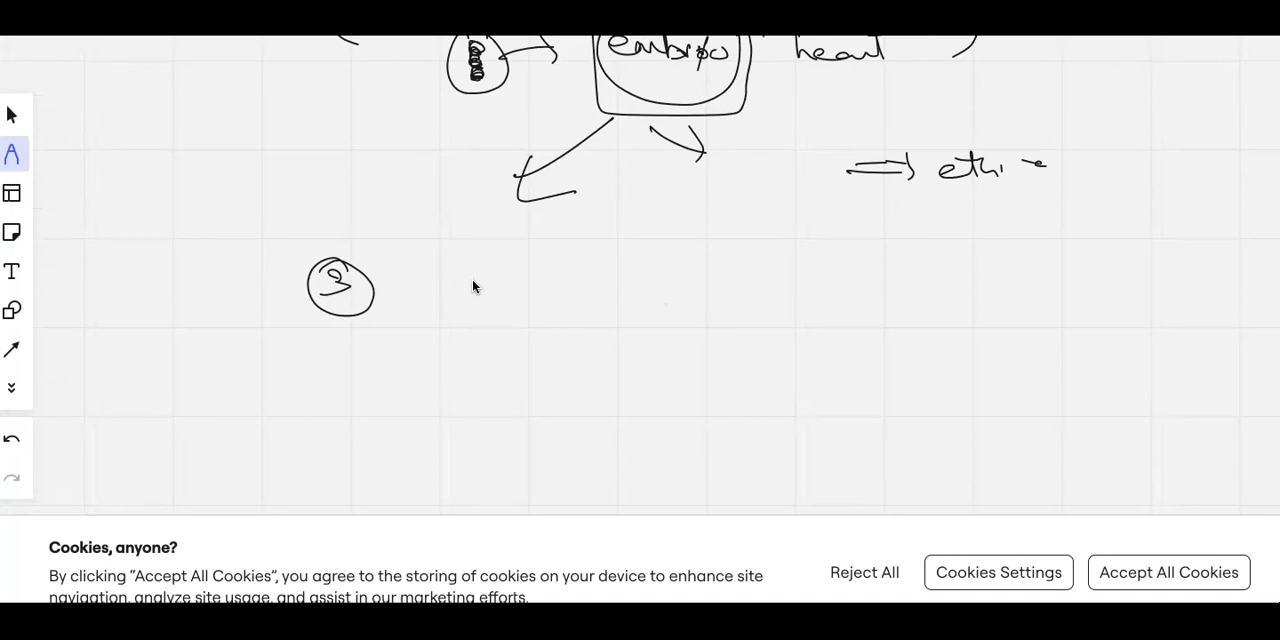 embryo heart
ethi
3
Cookies, anyone?
By clicking “Accept All Cookies”, you agree to the storing of cookies on your device to enhance site
navigation, analyze site usage, and assist in our marketing efforts.
Reject All
Cookies Settings
Accept All Cookies